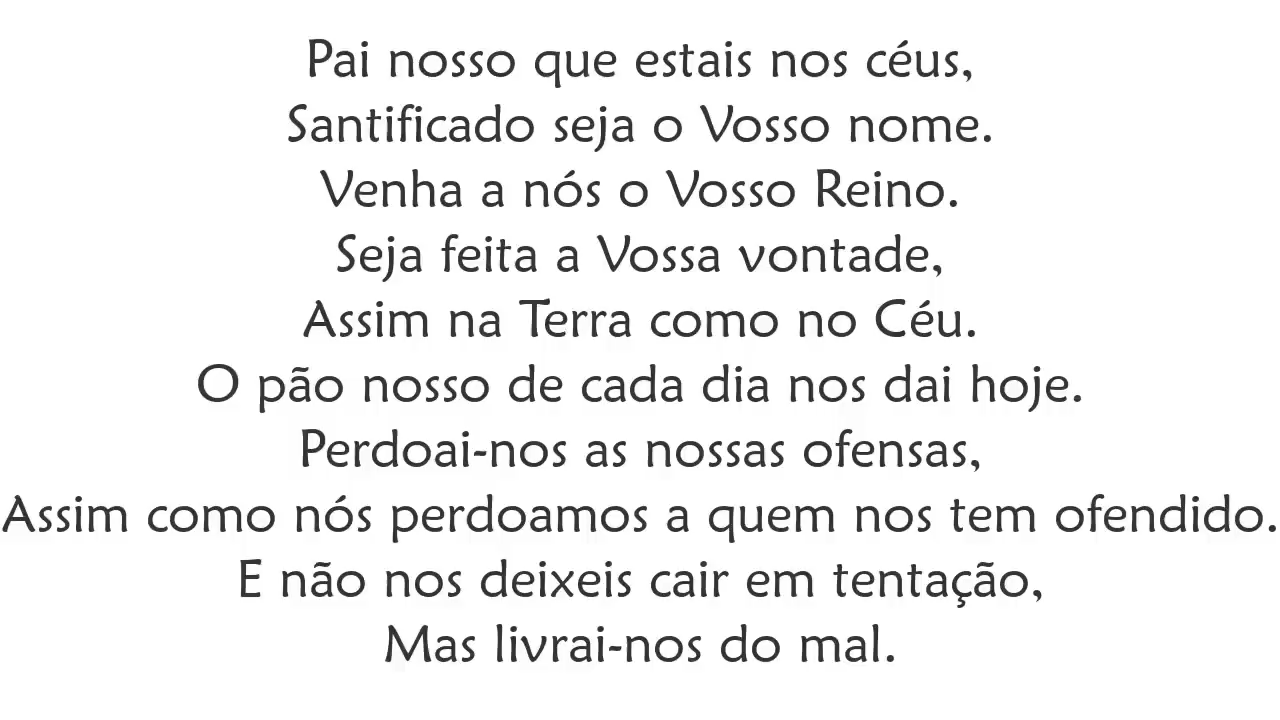 Pai nosso que estais nos céus,
Santificado seja o Vosso nome.
Venha a nós o Vosso Reino.
Seja feita a Vossa vontade,
Assim na Terra como no Céu.
O pão nosso de cada dia nos dai hoje.
Perdoai-nos as nossas ofensas,
Assim como nós perdoamos a quem nos tem ofendido.
E não nos deixeis cair em tentação,
Mas livrai-nos do mal.